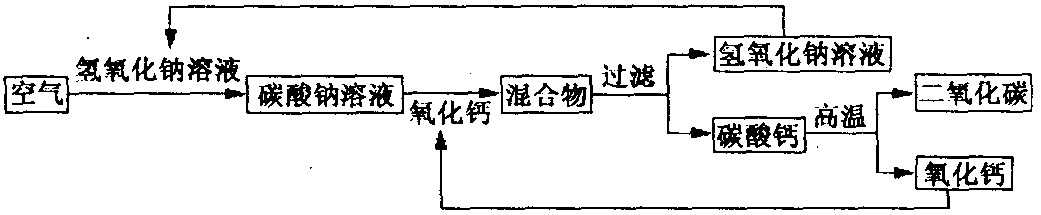 空气
氢氧化钠溶液
碳酸钠溶液
氧化钙
混合物
过滤
氢氧化钠溶液
碳酸钙
高温
二氧化碳
氧化钙